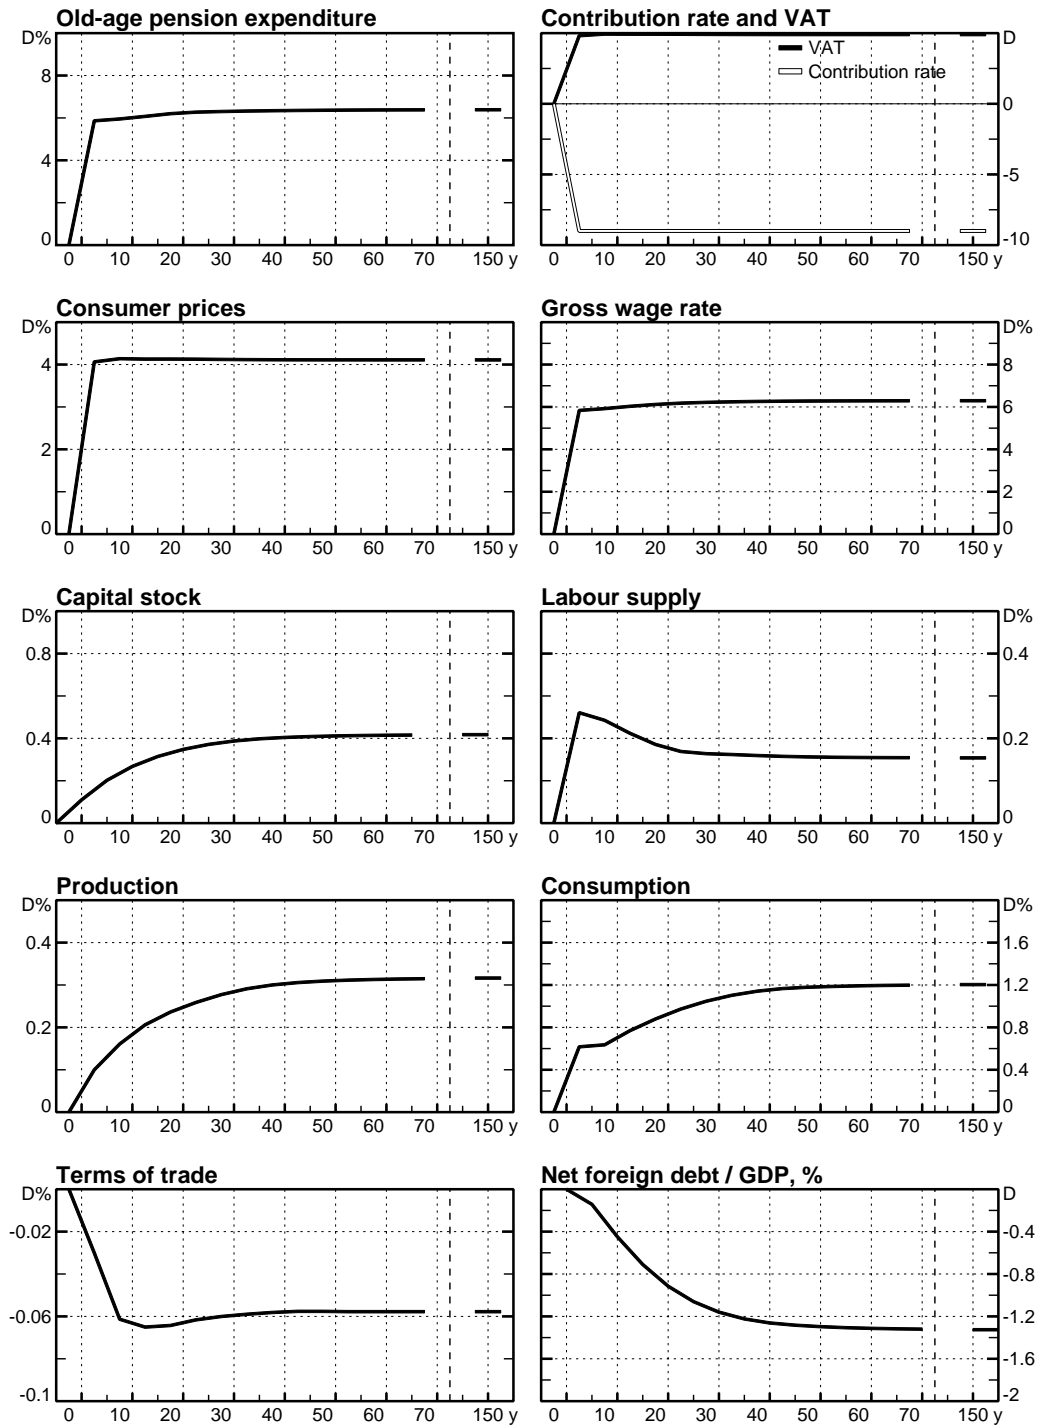 Old-age pension expenditure
D%
8
4
0
0 10 20 30 40 50 60 70 150 y
Contribution rate and VAT
D
VAT
Contribution rate
0
-5
-10
0 10 20 30 40 50 60 70 150 y
Consumer prices
D%
4
2
0
0 10 20 30 40 50 60 70 150 y
Gross wage rate
D%
8
6
4
2
0
0 10 20 30 40 50 60 70 150 y
Capital stock
D%
0.8
0.4
0
0 10 20 30 40 50 60 70 150 y
Labour supply
D%
0.4
0.2
0
0 10 20 30 40 50 60 70 150 y
Production
D%
0.4
0.2
0
0 10 20 30 40 50 60 70 150 y
Consumption
D%
1.6
1.2
0.8
0.4
0
0 10 20 30 40 50 60 70 150 y
Terms of trade
D%
-0.02
-0.06
-0.1
0 10 20 30 40 50 60 70 150 y
Net foreign debt / GDP, %
D
-0.4
-0.8
-1.2
-1.6
-2
0 10 20 30 40 50 60 70 150 y